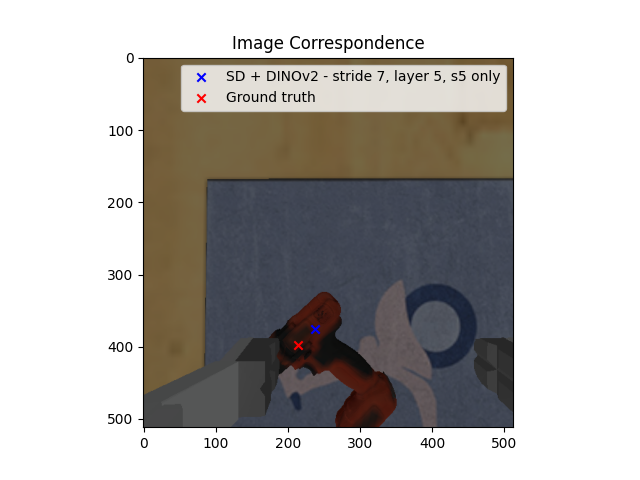 Image Correspondence
SD + DINOv2 - stride 7, layer 5, s5 only
Ground truth
0
100
200
300
400
500
0 100 200 300 400 500